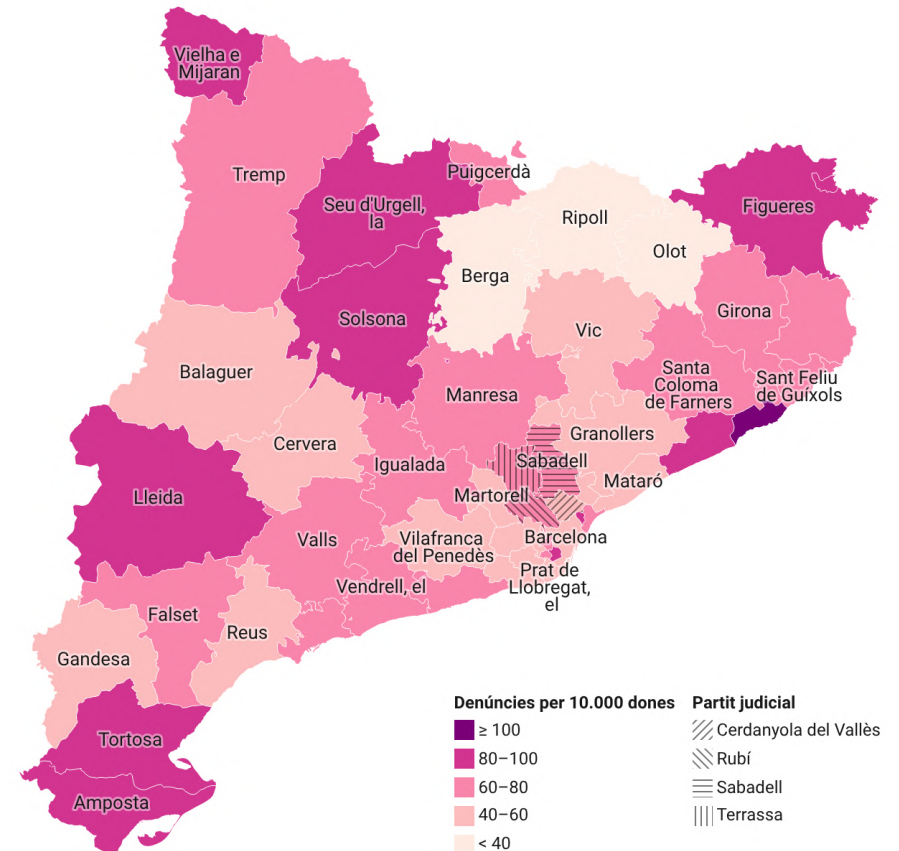 Vielha e
Mijaran
Tremp
Puigcerdà
Seu d'Urgell,
la
Ripoll
Figueres
Olot
Berga
Solsona
Girona
Vic
Balaguer
Santa
Coloma
de Farners
Sant Feliu
de Guíxols
Manresa
Cervera
Granollers
Igualada
Sabadell
Mataró
Lleida
Martorell
Valls
Vilafranca
del Penedès
Barcelona
Prat de
Llobregat,
el
Vendrell, el
Falset
Reus
Gandesa
Tortosa
Amposta
Denúncies per 10.000 dones
≥ 100
80–100
60–80
40–60
< 40
Partit judicial
Cerdanyola del Vallès
Rubí
Sabadell
Terrassa